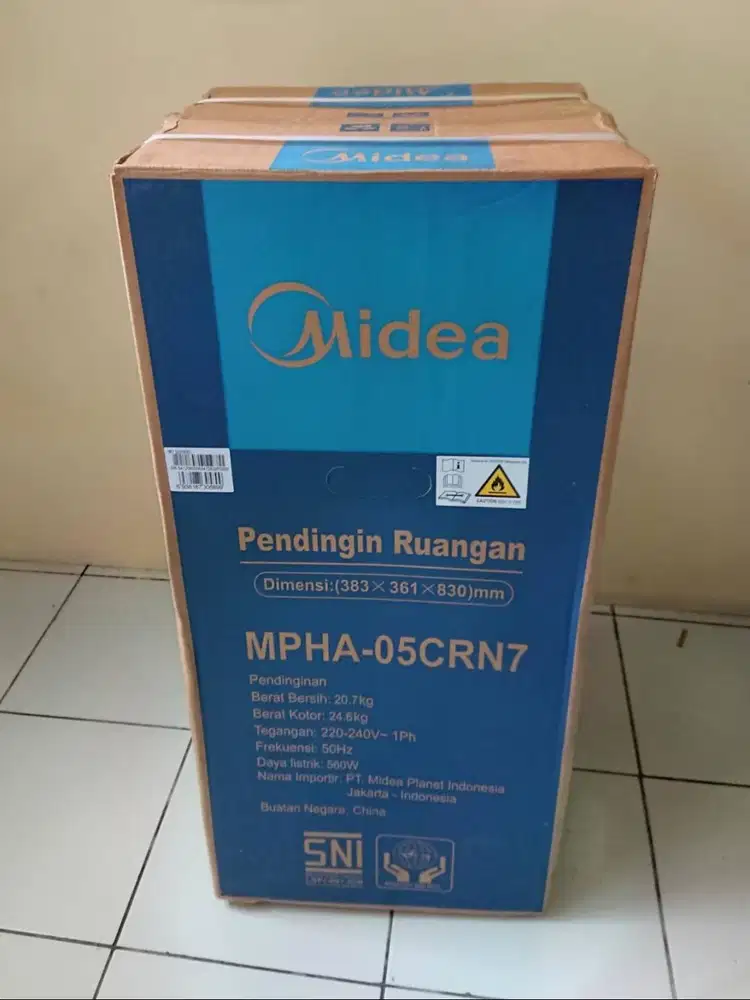 Midea
Midea
Midea
Pendingin Ruangan
Dimensi:(383×361×830)mm
MPHA-05CRN7
Pendinginan
Berat Bersih: 20.7kg
Berat Kotor: 24.6kg
Tegangan: 220-240V~ 1Ph
Frekuensi: 50Hz
Daya listrik: 560W
Nama Importir: PT. Midea Planet Indonesia
Jakarta - Indonesia
Buatan Negara: China
SNI